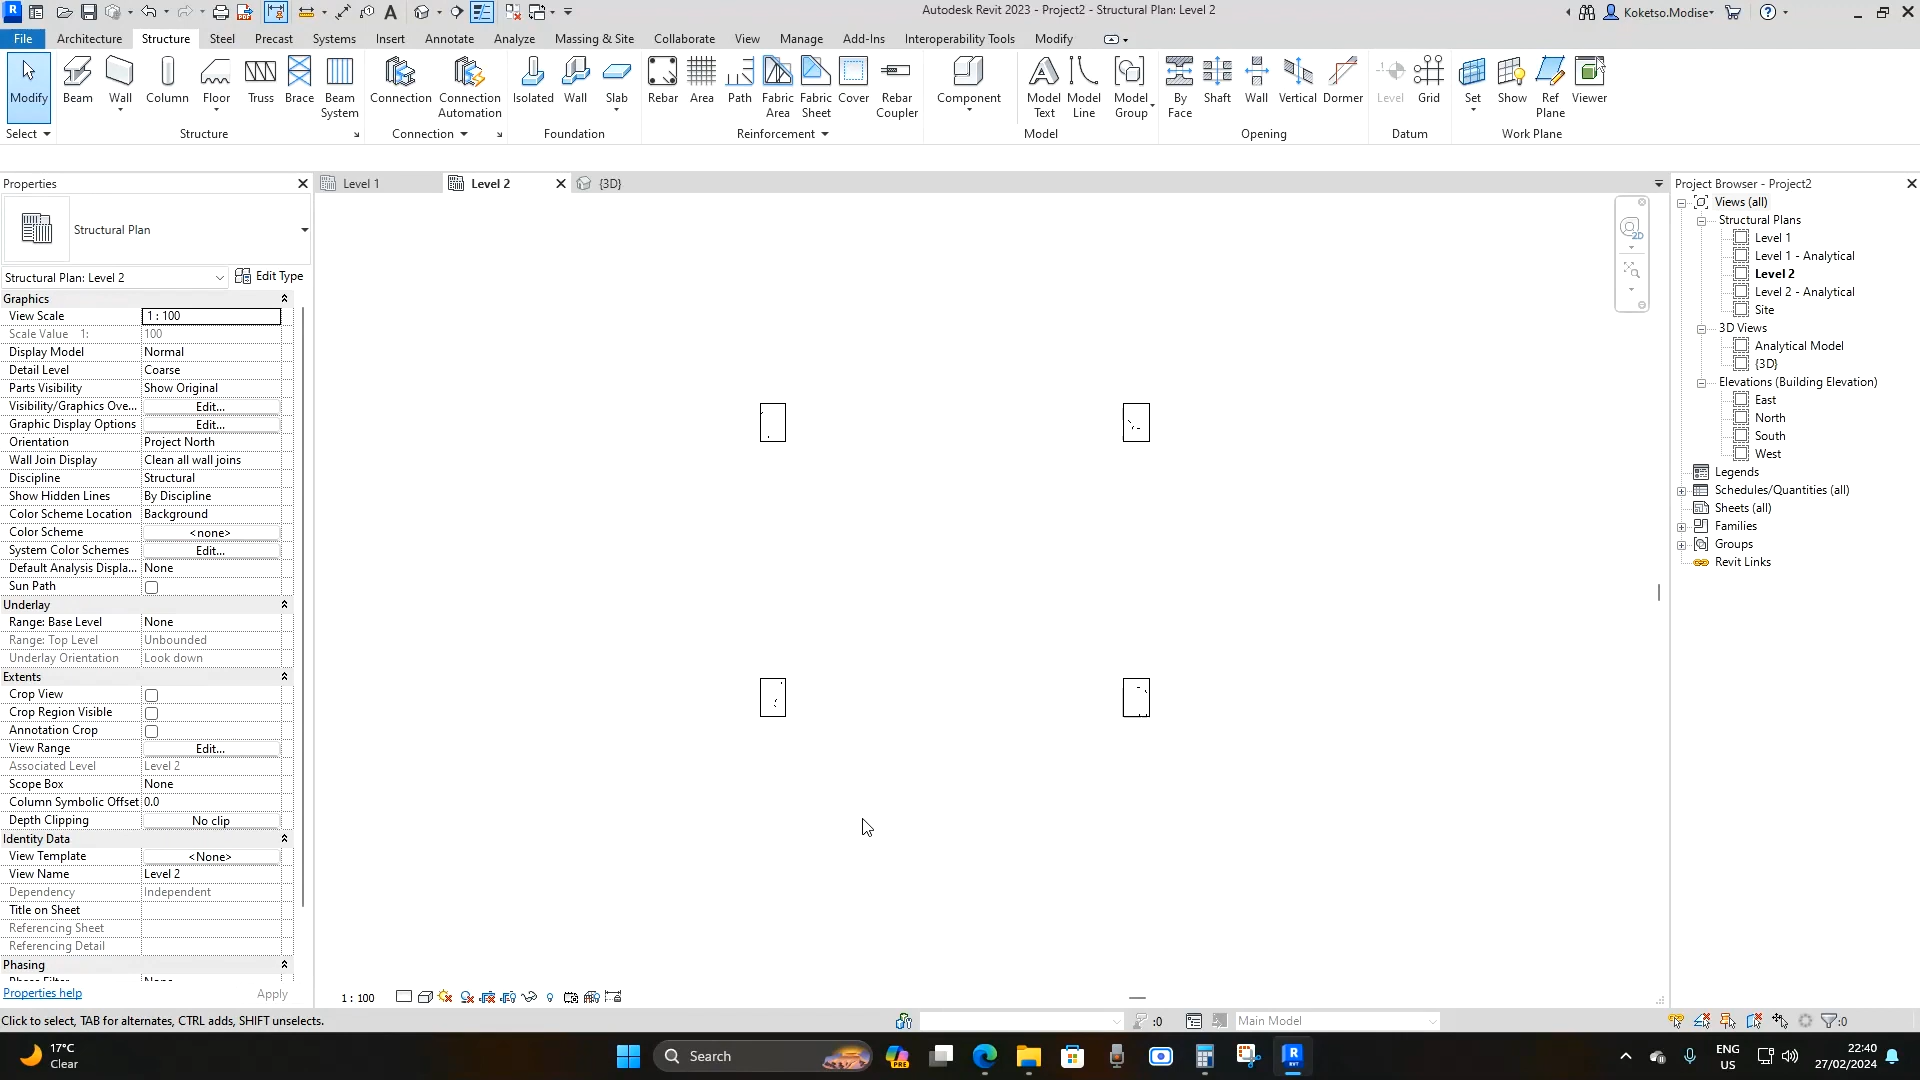 Autodesk Revit 2023 - Project2 - Structural Plan: Level 2
Koketso.Modise
File Architecture Structure Steel Precast Systems Insert Annotate Analyze Massing & Site Collaborate View Manage Add-Ins Interoperability Tools Modify
Modify Beam Wall Column Floor Truss Brace Beam System Connection Connection Automation Isolated Wall Slab Rebar Area Path Fabric Area Fabric Sheet Cover Rebar Coupler Component Model Text Model Line Model Group By Face Shaft Wall Vertical Dormer Level Grid Set Show Ref Plane Viewer
Select Structure Connection Foundation Reinforcement Model Opening Datum Work Plane
Properties
Structural Plan
Structural Plan: Level 2 Edit Type
Graphics
View Scale 1 : 100
Scale Value 1: 100
Display Model Normal
Detail Level Coarse
Parts Visibility Show Original
Visibility/Graphics Ove... Edit...
Graphic Display Options Edit...
Orientation Project North
Wall Join Display Clean all wall joins
Discipline Structural
Show Hidden Lines By Discipline
Color Scheme Location Background
Color Scheme <none>
System Color Schemes Edit...
Default Analysis Displa... None
Sun Path
Underlay
Range: Base Level None
Range: Top Level Unbounded
Underlay Orientation Look down
Extents
Crop View
Crop Region Visible
Annotation Crop
View Range Edit...
Associated Level Level 2
Scope Box None
Column Symbolic Offset 0.0
Depth Clipping No clip
Identity Data
View Template <None>
View Name Level 2
Dependency Independent
Title on Sheet
Referencing Sheet
Referencing Detail
Phasing
Properties help Apply
Level 1 Level 2 {3D}
2D
1 : 100
Project Browser - Project2
Views (all)
Structural Plans
Level 1
Level 1 - Analytical
Level 2
Level 2 - Analytical
Site
3D Views
Analytical Model
{3D}
Elevations (Building Elevation)
East
North
South
West
Legends
Schedules/Quantities (all)
Sheets (all)
Families
Groups
Revit Links
Click to select, TAB for alternates, CTRL adds, SHIFT unselects. :0 Main Model :0
17°C
Clear
Search
PRE
ENG
US
22:40
27/02/2024